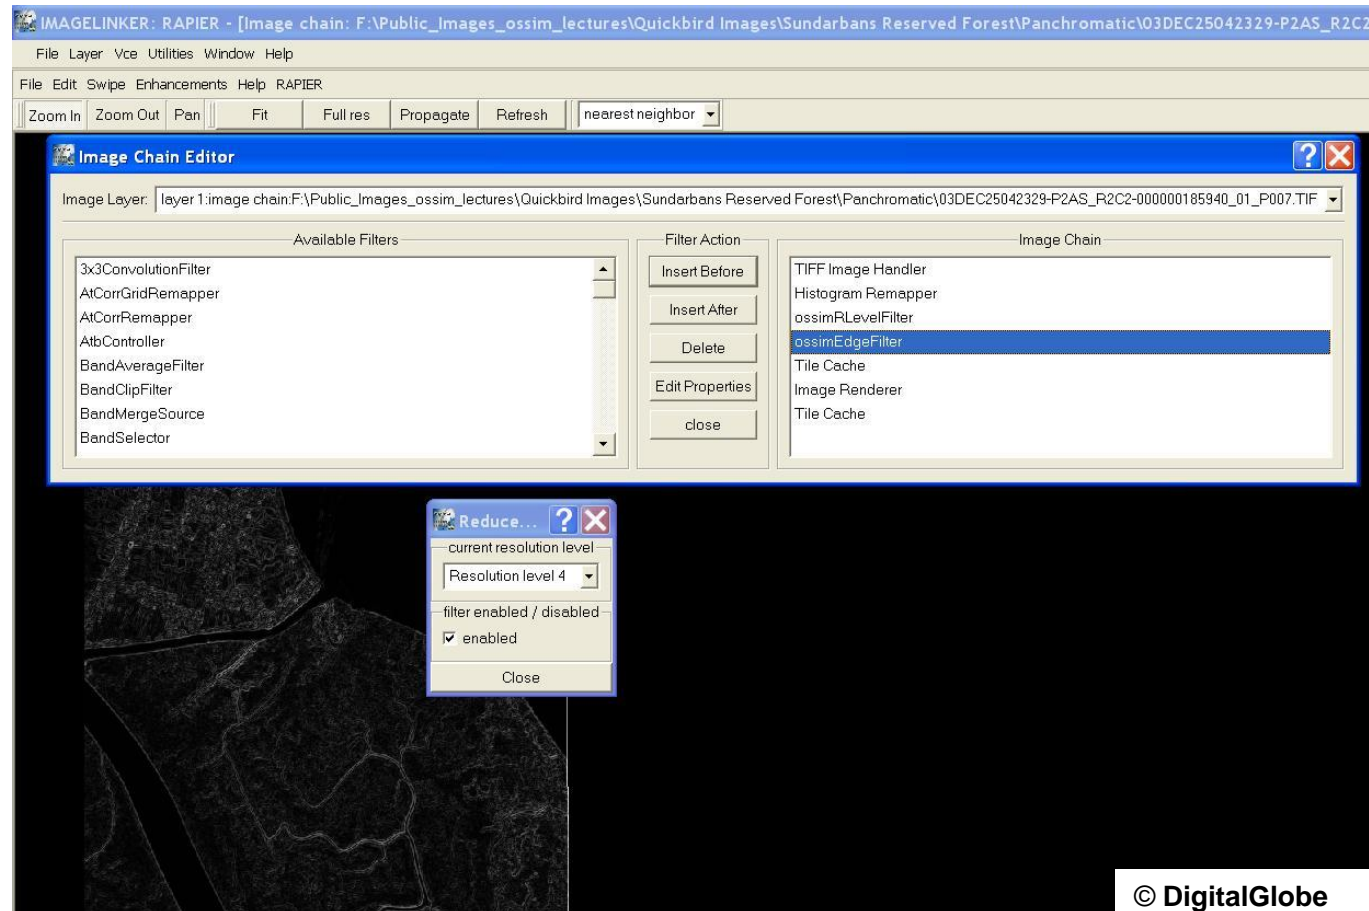 IMAGELINKER: RAPIER - [Image chain: F:\Public_Images_ossim_lectures\Quickbird Images\Sundarbans Reserved Forest\Panchromatic\03DEC25042329-P2AS_R2C2
File Layer Vce Utilities Window Help
File Edit Swipe Enhancements Help RAPIER
Zoom In Zoom Out Pan Fit Full res Propagate Refresh nearest neighbor
Image Chain Editor
Image Layer: layer 1:image chain:F:\Public_Images_ossim_lectures\Quickbird Images\Sundarbans Reserved Forest\Panchromatic\03DEC25042329-P2AS_R2C2-000000185940_01_P007.TIF
Available Filters
3x3ConvolutionFilter
AtCorrGridRemapper
AtCorrRemapper
AtbController
BandAverageFilter
BandClipFilter
BandMergeSource
BandSelector
Filter Action
Insert Before
Insert After
Delete
Edit Properties
close
Image Chain
TIFF Image Handler
Histogram Remapper
ossimRLevelFilter
ossimEdgeFilter
Tile Cache
Image Renderer
Tile Cache
Reduce...
current resolution level
Resolution level 4
filter enabled / disabled
enabled
Close
© DigitalGlobe